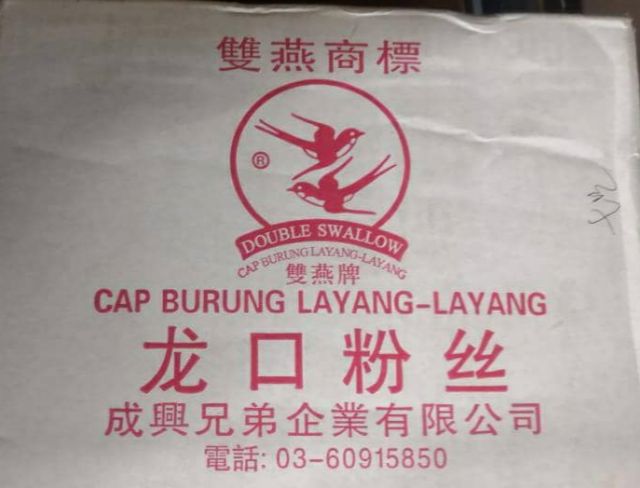 雙燕商標
®
DOUBLE SWALLOW
CAP BURUNG LAYANG-LAYANG
雙燕牌
CAP BURUNG LAYANG-LAYANG
龙口粉丝
成興兄弟企業有限公司
電話: 03-60915850